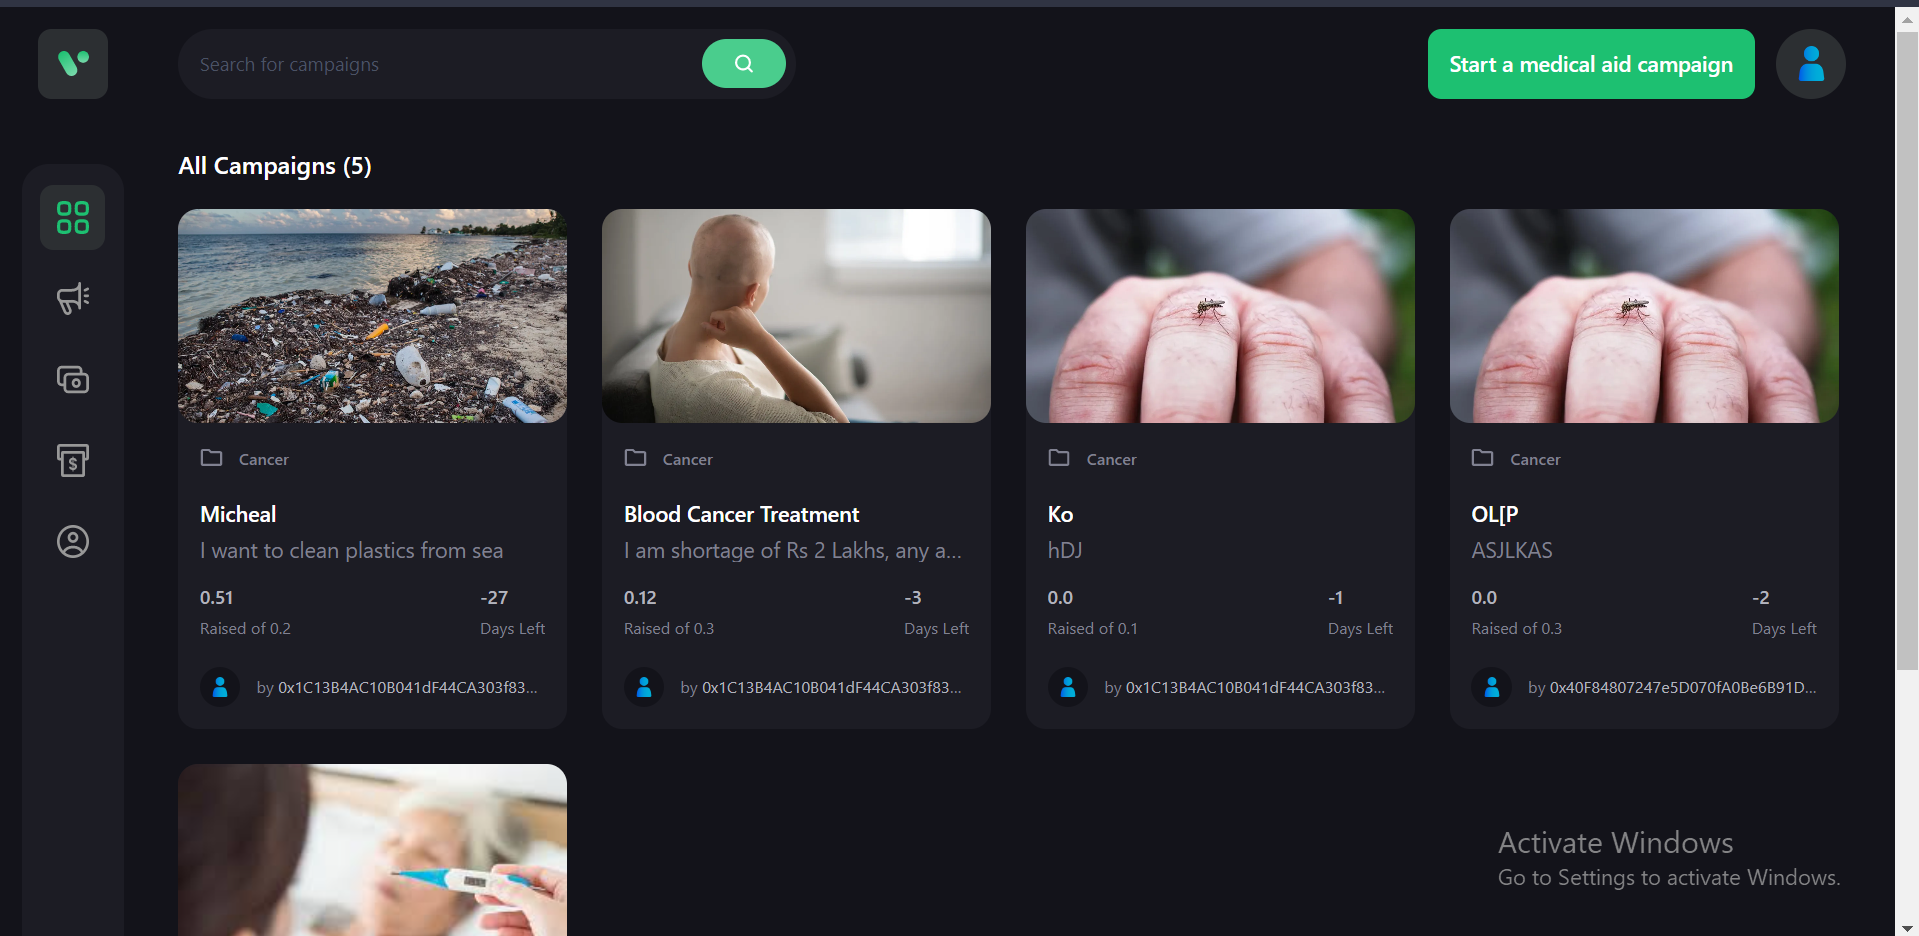 Search for campaigns
Start a medical aid campaign
All Campaigns (5)
Cancer
Micheal
I want to clean plastics from sea
0.51
-27
Raised of 0.2
Days Left
by 0x1C13B4AC10B041dF44CA303f83...
Cancer
Blood Cancer Treatment
I am shortage of Rs 2 Lakhs, any a...
0.12
-3
Raised of 0.3
Days Left
by 0x1C13B4AC10B041dF44CA303f83...
Cancer
Ko
hDJ
0.0
-1
Raised of 0.1
Days Left
by 0x1C13B4AC10B041dF44CA303f83...
Cancer
OL[P
ASJLKAS
0.0
-2
Raised of 0.3
Days Left
by 0x40F84807247e5D070fA0Be6B91D...
Activate Windows
Go to Settings to activate Windows.